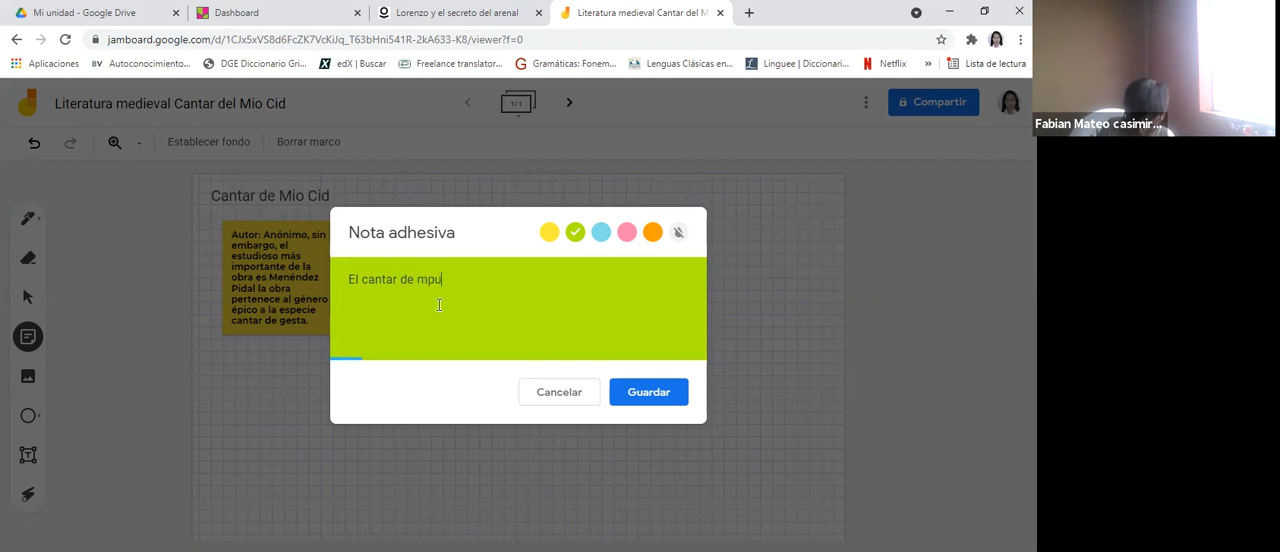 Mi unidad - Google Drive
Dashboard
Lorenzo y el secreto del arenal
Literatura medieval Cantar del M
jamboard.google.com/d/1CJx5xVS8d6FcZK7VcKiJq_T63bHni541R-2kA633-K8/viewer?f=0
Aplicaciones
Autoconocimiento...
DGE Diccionario Gri...
edX | Buscar
Freelance translator...
Gramáticas: Fonem...
Lenguas Clásicas en...
Linguee | Diccionari...
Netflix
»
Lista de lectura
Literatura medieval Cantar del Mio Cid
1/1
Compartir
Establecer fondo
Borrar marco
Cantar de Mio Cid
Autor: Anónimo, sin
embargo, el
estudioso más
importante de la
obra es Menéndez
Pidal la obra
pertenece al género
épico a la especie
cantar de gesta.
Nota adhesiva
El cantar de mpu
Cancelar
Guardar
Fabian Mateo casimir...